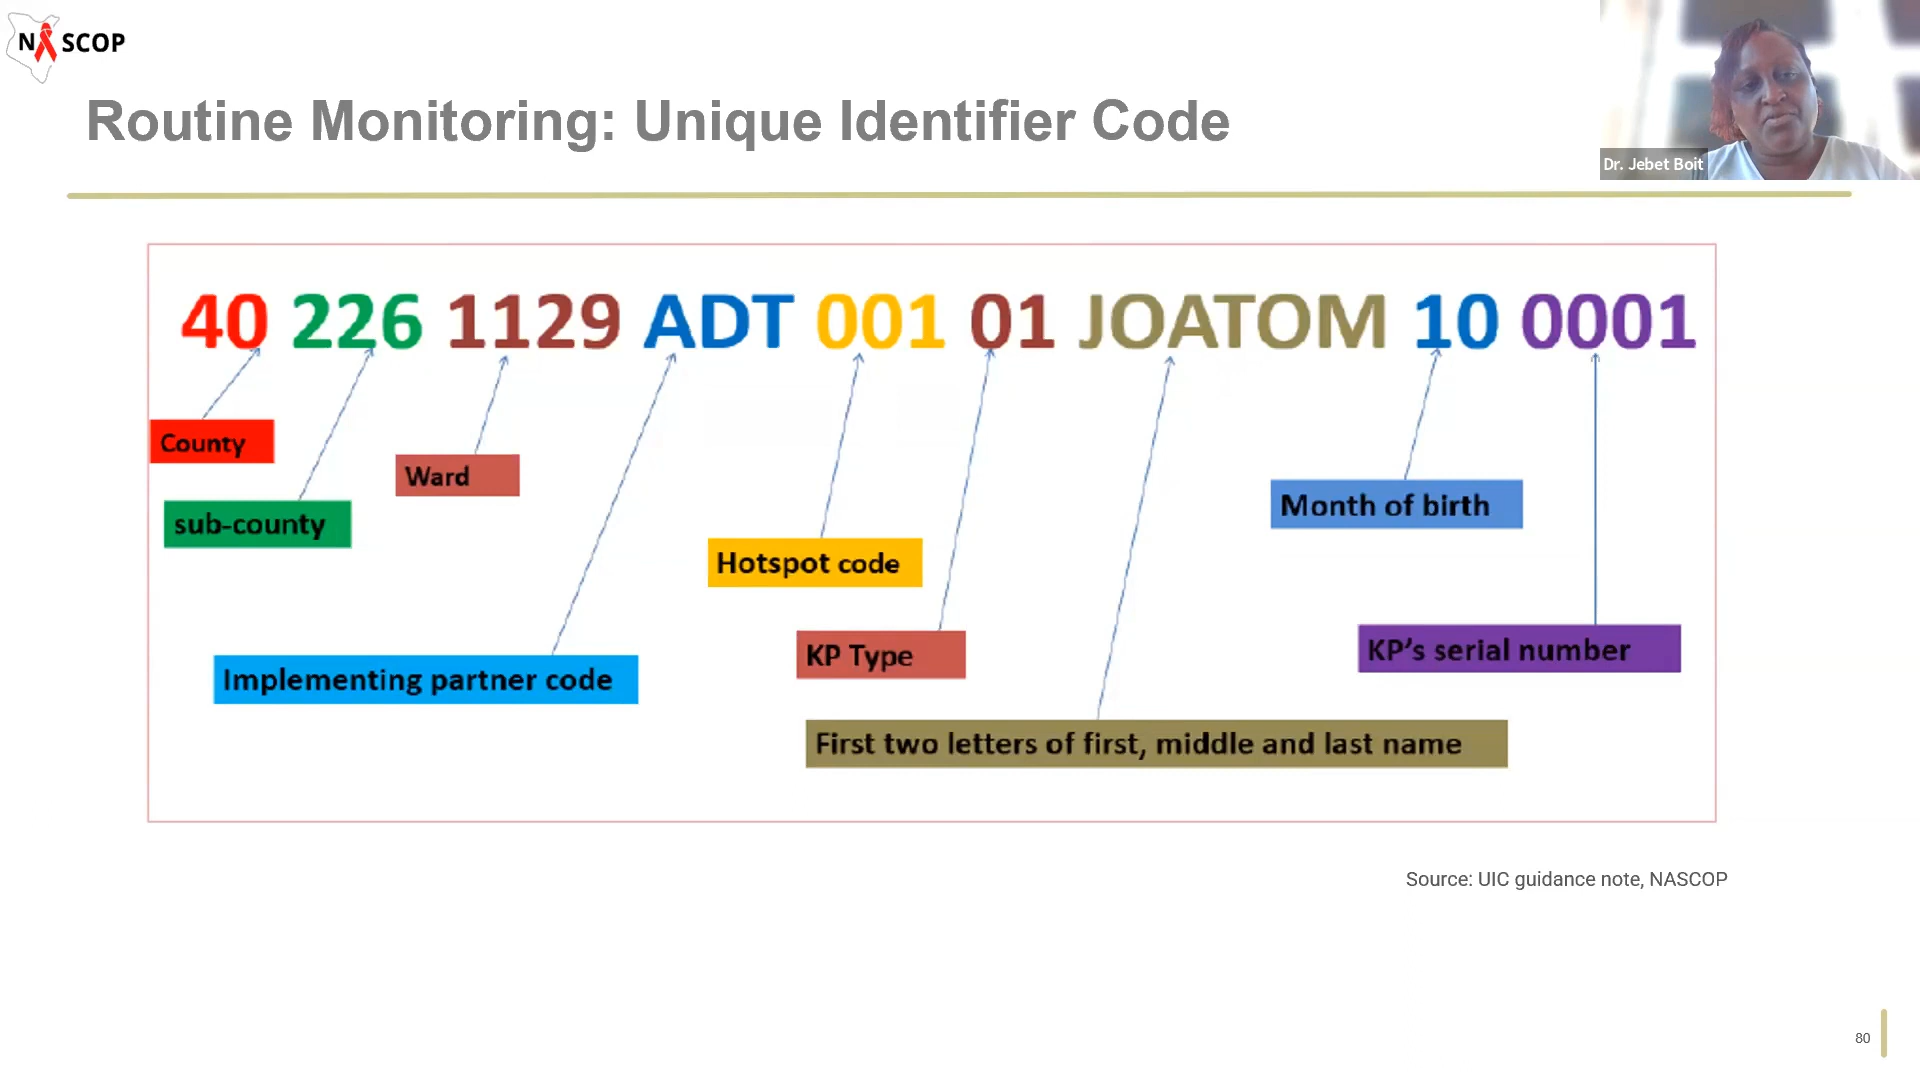 NASCOP
Routine Monitoring: Unique Identifier Code
Dr. Jebet Boit
40 226 1129 ADT 001 01 JOATOM 10 0001
County
Ward
Month of birth
sub-county
Hotspot code
KP Type
KP’s serial number
Implementing partner code
First two letters of first, middle and last name
Source: UIC guidance note, NASCOP
80